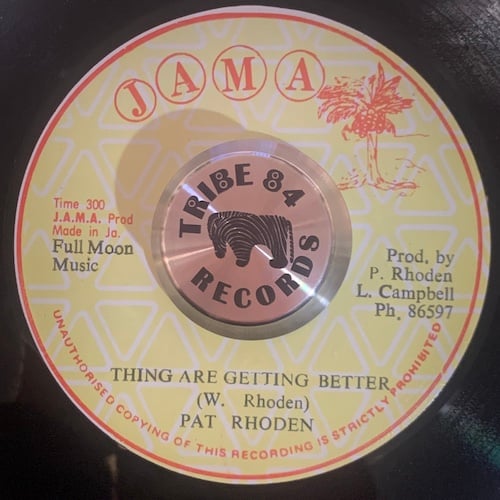 JAMA
Time 300
J.A.M.A. Prod
Made in Ja.
Full Moon
Music
TRIBE 84
RECORDS
Prod. by
P. Rhoden
L. Campbell
Ph. 86597
THING ARE GETTING BETTER
(W. Rhoden)
PAT RHODEN
UNAUTHORISED COPYING OF THIS RECORDING IS STRICTLY PROHIBITED